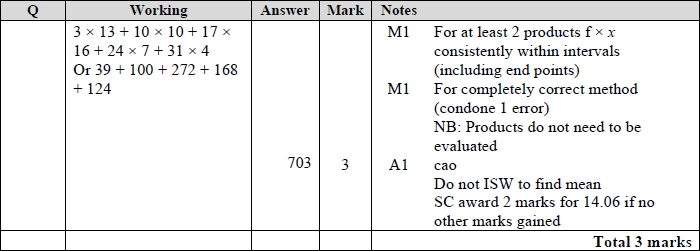 Q Working Answer Mark Notes
3 × 13 + 10 × 10 + 17 ×
16 + 24 × 7 + 31 × 4
Or 39 + 100 + 272 + 168
+ 124
703 3
M1 For at least 2 products f × x
consistently within intervals
(including end points)
M1 For completely correct method
(condone 1 error)
NB: Products do not need to be
evaluated
A1 cao
Do not ISW to find mean
SC award 2 marks for 14.06 if no
other marks gained
Total 3 marks